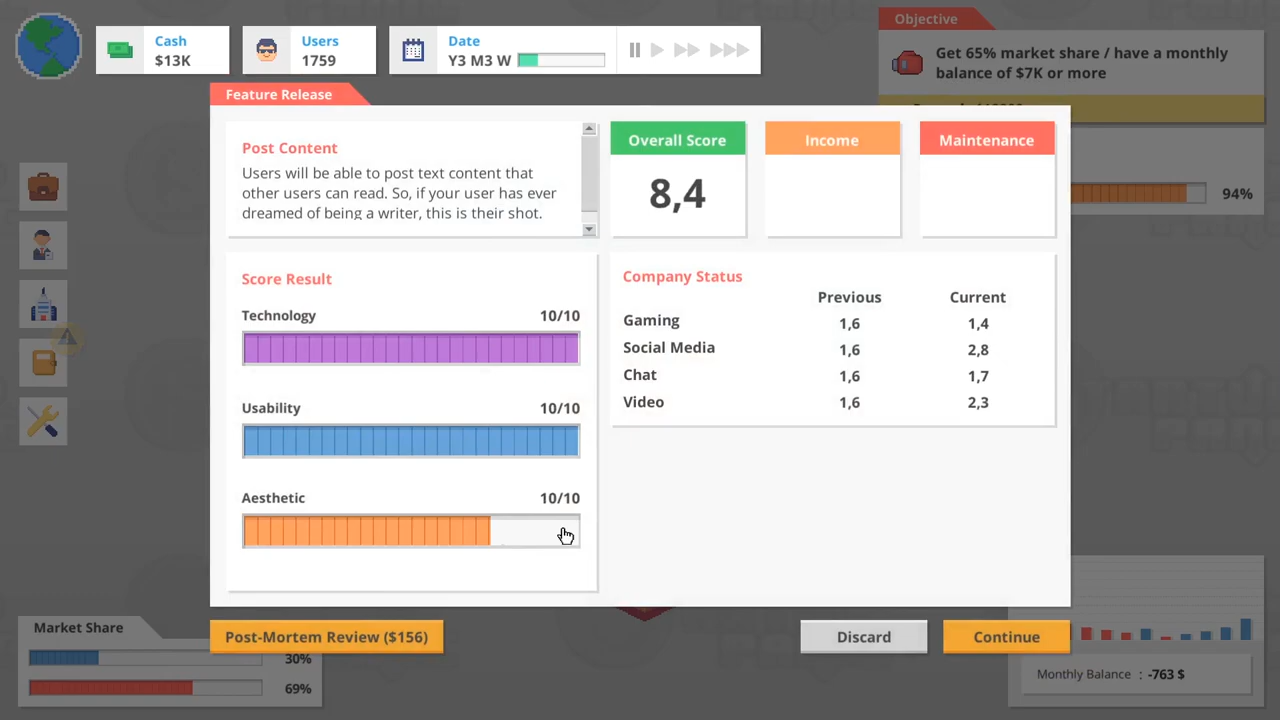 Cash
$13K
Users
1759
Date
Y3 M3 W
Objective
Get 65% market share / have a monthly
balance of $7K or more
94%
Feature Release
Post Content
Users will be able to post text content that
other users can read. So, if your user has ever
dreamed of being a writer, this is their shot.
Overall Score
8,4
Income
Maintenance
Score Result
Technology 10/10
Usability 10/10
Aesthetic 10/10
Company Status
Previous Current
Gaming 1,6 1,4
Social Media 1,6 2,8
Chat 1,6 1,7
Video 1,6 2,3
Post-Mortem Review ($156)
Discard
Continue
Market Share
30%
69%
Monthly Balance : -763 $